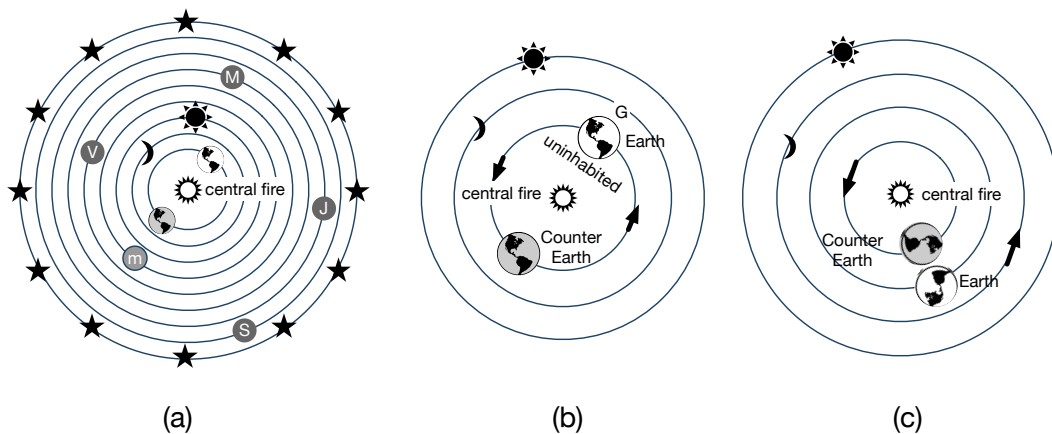 M
V
central fire
J
m
S
(a)
G
Earth
uninhabited
central fire
Counter
Earth
(b)
central fire
Counter
Earth
Earth
(c)